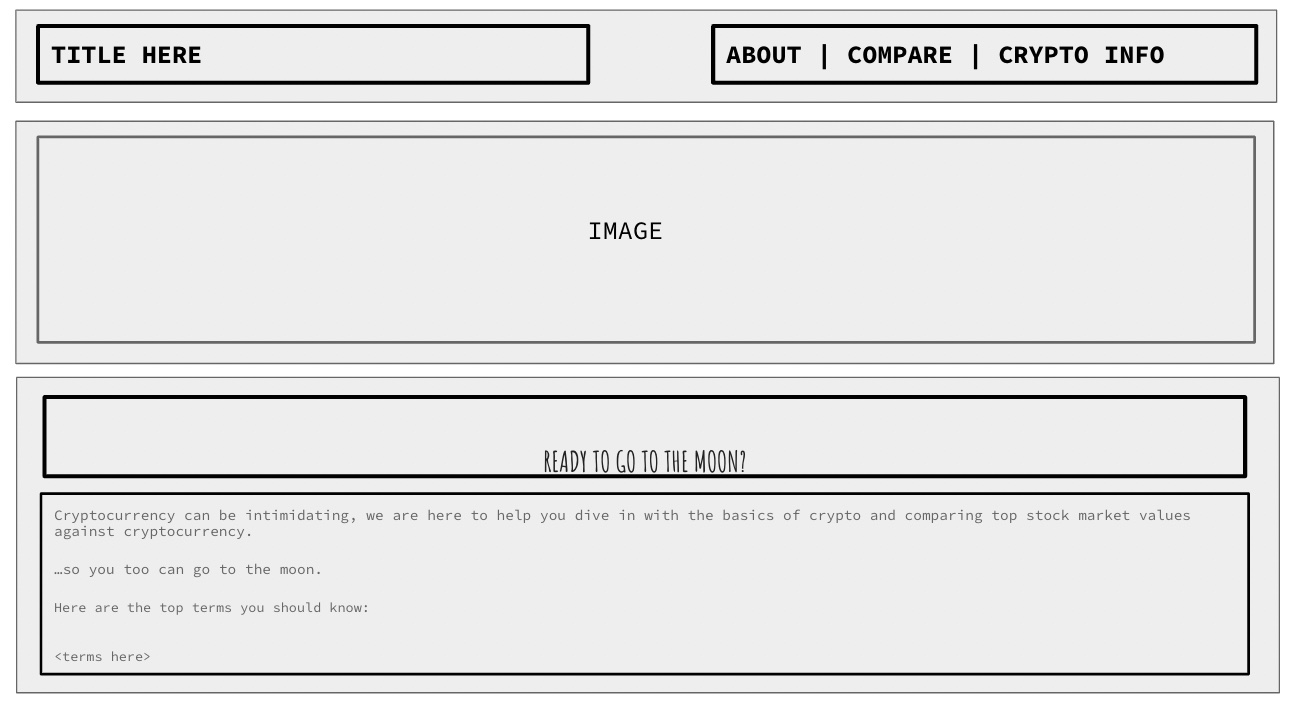 TITLE HERE
ABOUT | COMPARE | CRYPTO INFO
IMAGE
READY TO GO TO THE MOON?
Cryptocurrency can be intimidating, we are here to help you dive in with the basics of crypto and comparing top stock market values
against cryptocurrency.
…so you too can go to the moon.
Here are the top terms you should know:
<terms here>